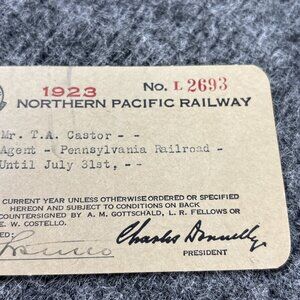 1923 No. L 2693
NORTHERN PACIFIC RAILWAY
Mr. T.A. Castor - -
Agent - Pennsylvania Railroad -
Until July 31st, - -
CURRENT YEAR UNLESS OTHERWISE ORDERED OR SPECIFIED
HEREON AND SUBJECT TO CONDITIONS ON BACK
COUNTERSIGNED BY A. M. GOTTSCHALD, L. R. FELLOWS OR
E. W. COSTELLO.
Charles Donnelly
PRESIDENT